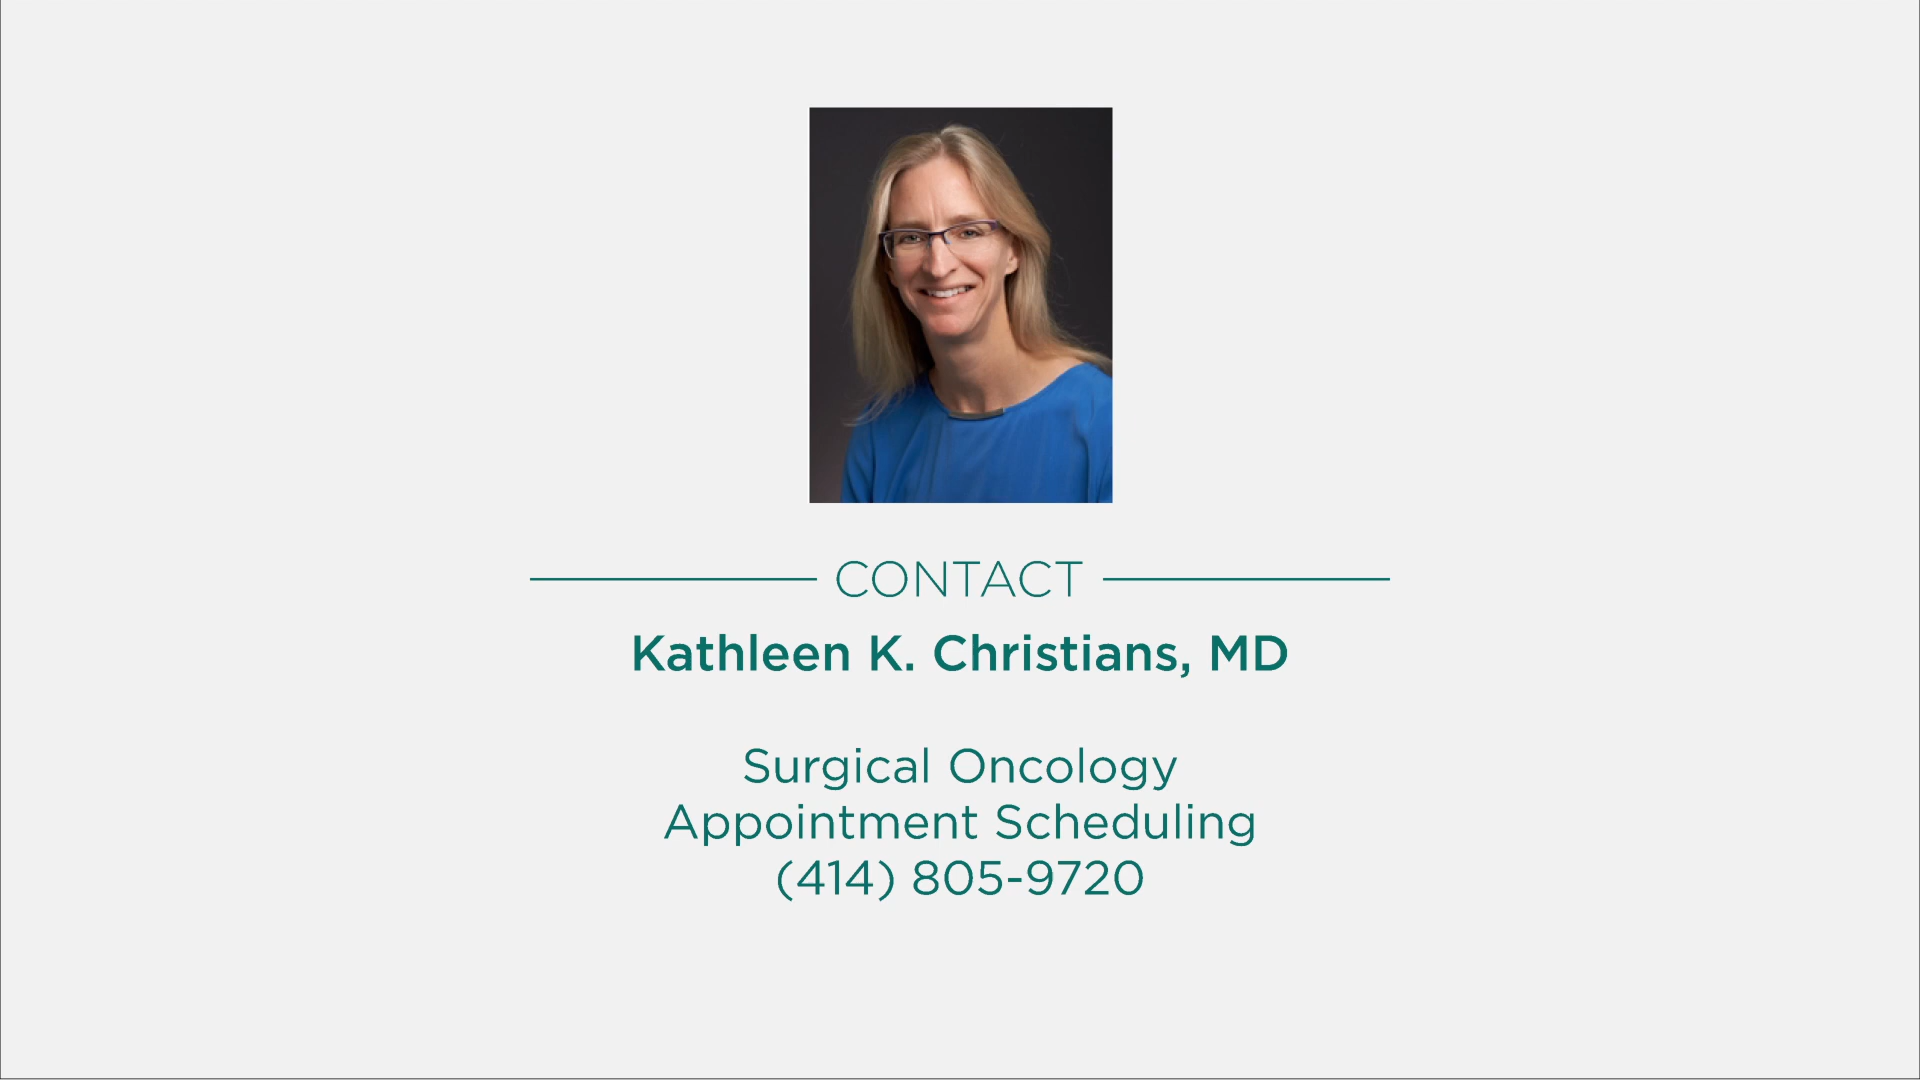 CONTACT
Kathleen K. Christians, MD
Surgical Oncology
Appointment Scheduling
(414) 805-9720